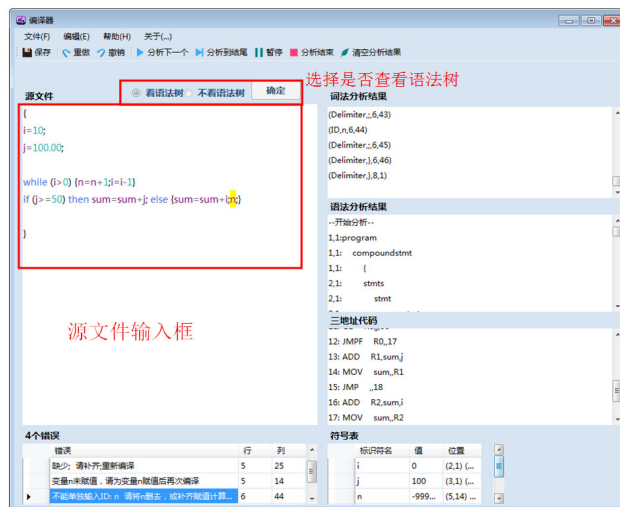 编译器
文件(F) 编辑(E) 帮助(H) 关于(...)
保存 重做 撤销 分析下一个 分析到结尾 暂停 分析结束 清空分析结果
选择是否查看语法树
源文件 看语法树 不看语法树 确定
{
i=10;
j=100.00;
while (i>0) {n=n+1;i=i-1}
if (j>=50) then sum=sum+j; else {sum=sum+i;n;}
}
源文件输入框
词法分析结果
(Delimiter,;,6,43)
(ID,n,6,44)
(Delimiter,;,6,45)
(Delimiter,},6,46)
(Delimiter,},8,1)
语法分析结果
--开始分析--
1,1:program
1,1: compoundstmt
1,1: {
2,1: stmts
2,1: stmt
三地址代码
12: JMPF R0,,17
13: ADD R1,sum,j
14: MOV sum,,R1
15: JMP ,,18
16: ADD R2,sum,i
17: MOV sum,,R2
4个错误
错误 行 列
缺少; 请补齐;重新编译 5 25
变量n未赋值，请为变量n赋值后再次编译 5 14
不能单独输入ID: n 请将n删去，或补齐赋值计算... 6 44
符号表
标识符名 值 位置
i 0 (2,1) (...
j 100 (3,1) (...
n -999... (5,14) ...